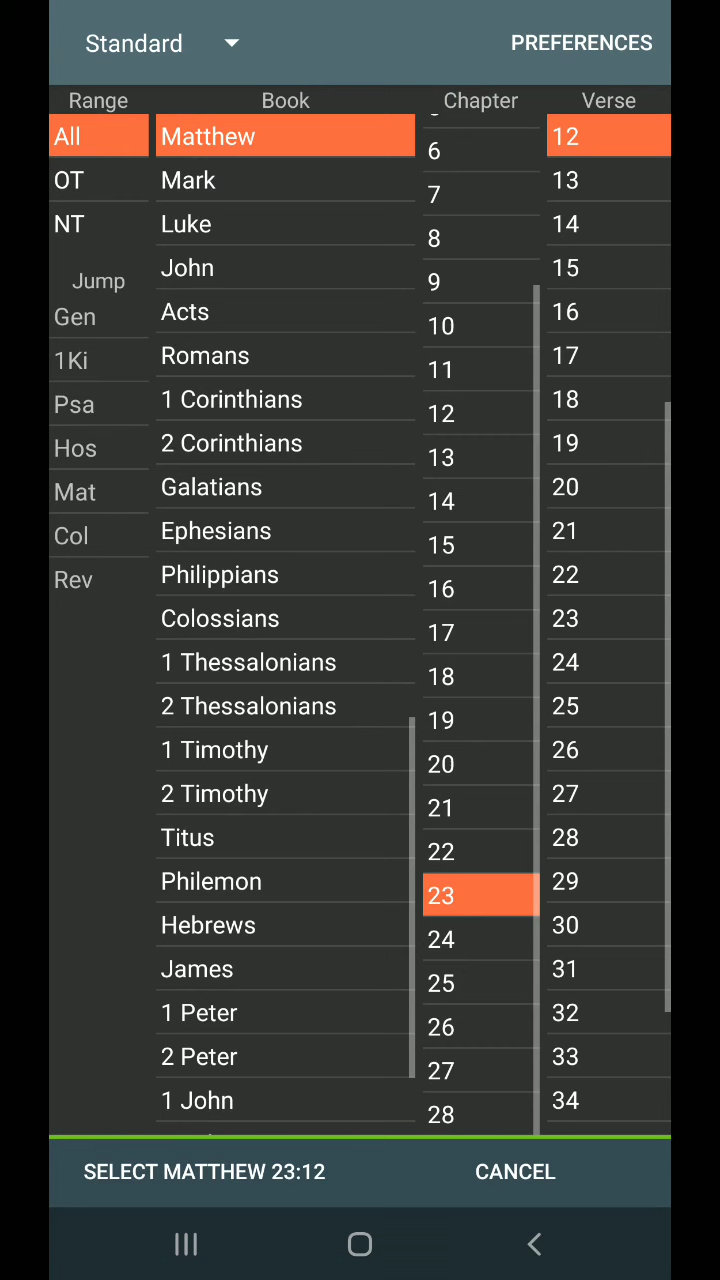 Standard
PREFERENCES
Range Book Chapter Verse
All
OT
NT
Jump
Gen
1Ki
Psa
Hos
Mat
Col
Rev
Matthew
Mark
Luke
John
Acts
Romans
1 Corinthians
2 Corinthians
Galatians
Ephesians
Philippians
Colossians
1 Thessalonians
2 Thessalonians
1 Timothy
2 Timothy
Titus
Philemon
Hebrews
James
1 Peter
2 Peter
1 John
6
7
8
9
10
11
12
13
14
15
16
17
18
19
20
21
22
23
24
25
26
27
28
12
13
14
15
16
17
18
19
20
21
22
23
24
25
26
27
28
29
30
31
32
33
34
SELECT MATTHEW 23:12
CANCEL